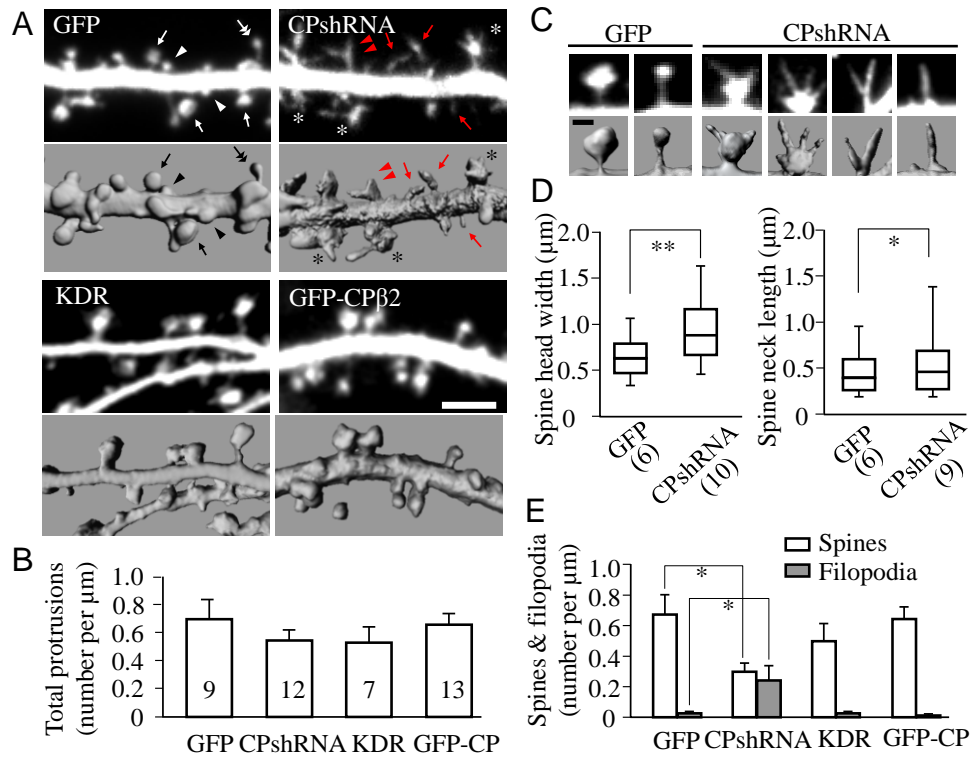 A
GFP
CPshRNA
*
*
*
*
*
*
KDR
GFP-CPβ2
B
Total protrusions
(number per µm)
1.0
0.8
0.6
0.4
0.2
0
9
12
7
13
GFP
CPshRNA
KDR
GFP-CP
C
GFP
CPshRNA
D
Spine head width (µm)
2.0
1.5
1.0
0.5
0
**
GFP
(6)
CPshRNA
(10)
Spine neck length (µm)
2.0
1.5
1.0
0.5
0
*
GFP
(6)
CPshRNA
(9)
E
Spines & filopodia
(number per µm)
1.0
0.8
0.6
0.4
0.2
0
Spines
Filopodia
*
*
GFP
CPshRNA
KDR
GFP-CP